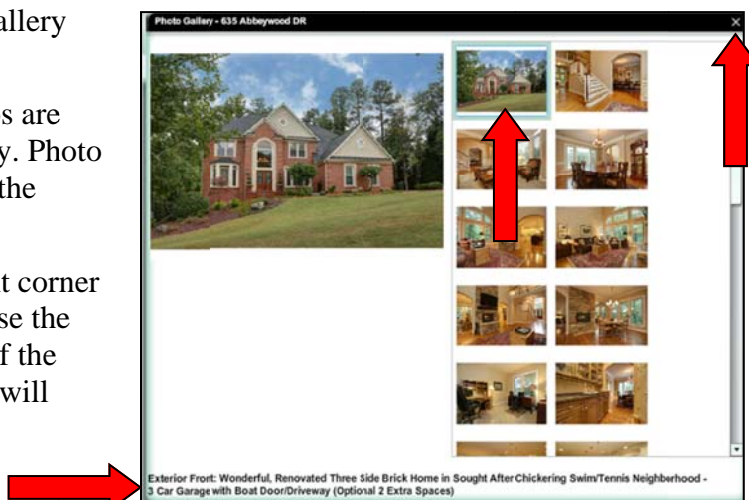 allery
s are
y. Photo
the
t corner
se the
f the
will
Photo Gallery - 635 Abbeywood DR
Exterior Front: Wonderful, Renovated Three Side Brick Home in Sought After Chickering Swim/Tennis Neighborhood -
3 Car Garage with Boat Door/Driveway (Optional 2 Extra Spaces)